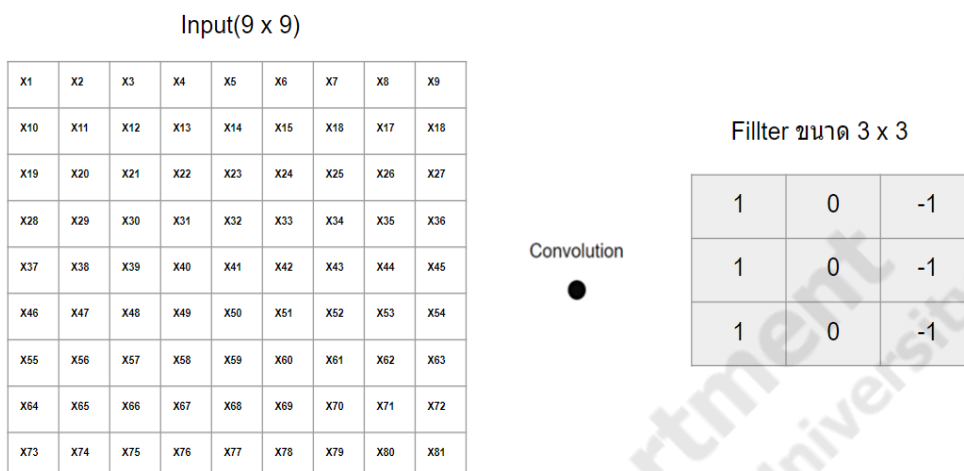 Input(9 x 9)
X1 X2 X3 X4 X5 X6 X7 X8 X9
X10 X11 X12 X13 X14 X15 X18 X17 X18
X19 X20 X21 X22 X23 X24 X25 X26 X27
X28 X29 X30 X31 X32 X33 X34 X35 X36
X37 X38 X39 X40 X41 X42 X43 X44 X45
X46 X47 X48 X49 X50 X51 X52 X53 X54
X55 X56 X57 X58 X59 X60 X61 X62 X63
X64 X65 X66 X67 X68 X69 X70 X71 X72
X73 X74 X75 X76 X77 X78 X79 X80 X81
Convolution
Fillter ขนาด 3 x 3
1 0 -1
1 0 -1
1 0 -1